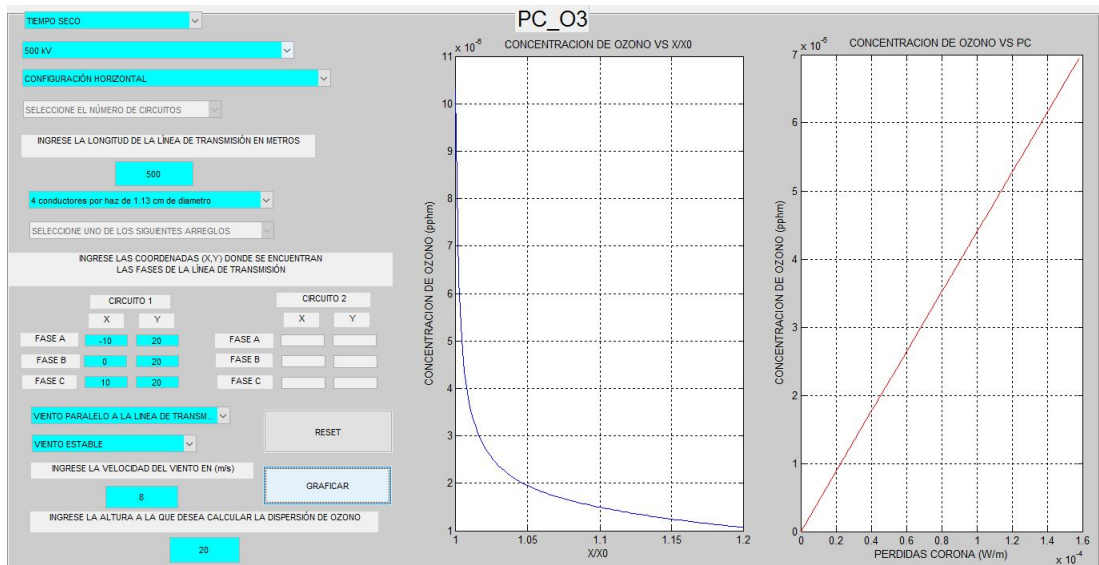 PC_O3
TIEMPO SECO
500 kV
CONFIGURACIÓN HORIZONTAL
SELECCIONE EL NÚMERO DE CIRCUITOS
INGRESE LA LONGITUD DE LA LÍNEA DE TRANSMISIÓN EN METROS
500
4 conductores por haz de 1.13 cm de diametro
SELECCIONE UNO DE LOS SIGUIENTES ARREGLOS
INGRESE LAS COORDENADAS (X,Y) DONDE SE ENCUENTRAN
LAS FASES DE LA LÍNEA DE TRANSMISIÓN
CIRCUITO 1 CIRCUITO 2
X Y X Y
FASE A -10 20 FASE A
FASE B 0 20 FASE B
FASE C 10 20 FASE C
VIENTO PARALELO A LA LINEA DE TRANSM...
VIENTO ESTABLE
RESET
INGRESE LA VELOCIDAD DEL VIENTO EN (m/s)
8
GRAFICAR
INGRESE LA ALTURA A LA QUE DESEA CALCULAR LA DISPERSIÓN DE OZONO
20
CONCENTRACION DE OZONO VS X/X0
x 10^-6
11
10
9
8
7
6
5
4
3
2
1
CONCENTRACION DE OZONO (pphm)
1 1.05 1.1 1.15 1.2
X/X0
CONCENTRACION DE OZONO VS PC
x 10^-6
7
6
5
4
3
2
1
0
CONCENTRACION DE OZONO (pphm)
0 0.2 0.4 0.6 0.8 1 1.2 1.4 1.6
PERDIDAS CORONA (W/m)
x 10^-4